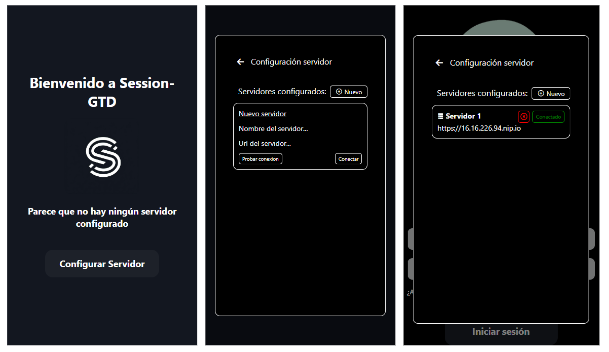 Bienvenido a Session-
GTD
Parece que no hay ningún servidor
configurado
Configurar Servidor
Configuración servidor
Servidores configurados:
Nuevo
Nuevo servidor
Nombre del servidor...
Url del servidor...
Probar conexion
Conectar
Configuración servidor
Servidores configurados:
Nuevo
Servidor 1
Conectado
https://16.16.226.94.nip.io
¿A
Iniciar sesión